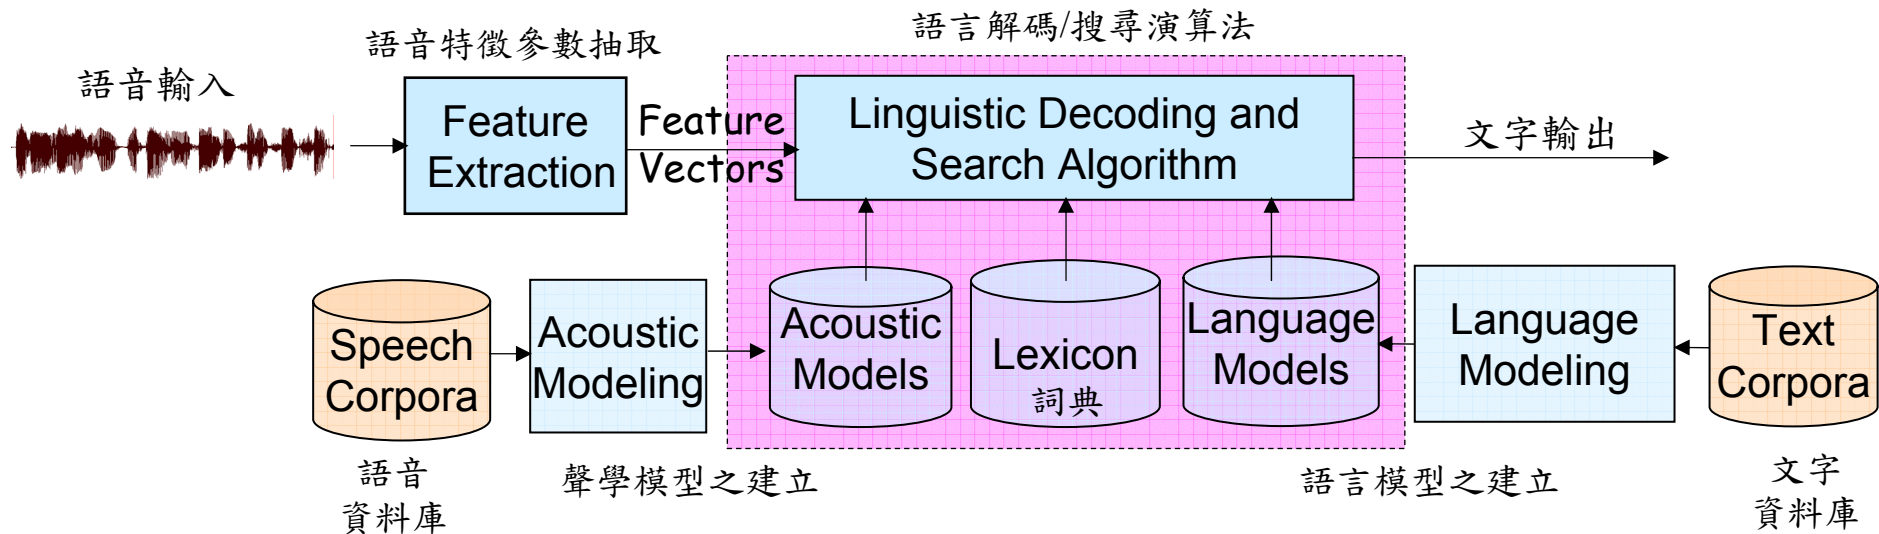 語音輸入
語音特徵參數抽取
語言解碼/搜尋演算法
Feature
Extraction
Feature
Vectors
Linguistic Decoding and
Search Algorithm
文字輸出
Speech
Corpora
Acoustic
Modeling
Acoustic
Models
Lexicon
詞典
Language
Models
Language
Modeling
Text
Corpora
語音
資料庫
聲學模型之建立
語言模型之建立
文字
資料庫